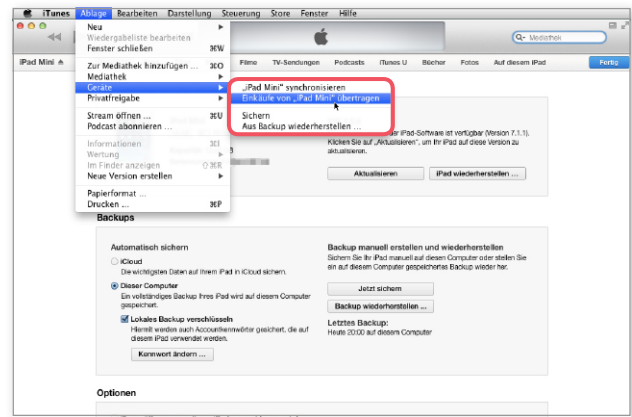 iTunes Ablage Bearbeiten Darstellung Steuerung Store Fenster Hilfe
Neu
Wiedergabeliste bearbeiten
Fenster schließen ⌘W
Zur Mediathek hinzufügen ... ⌘O
Mediathek
Geräte
Privatfreigabe
Stream öffnen ... ⌘U
Podcast abonnieren ...
Informationen ⌘I
Wertung
Im Finder anzeigen ⇧⌘R
Neue Version erstellen
Papierformat ...
Drucken ... ⌘P
„iPad Mini“ synchronisieren
Einkäufe von „iPad Mini“ übertragen
Sichern
Aus Backup wiederherstellen ...
Mediathek
iPad Mini
Filme TV-Sendungen Podcasts iTunes U Bücher Fotos Auf diesem iPad Fertig
der iPad-Software ist verfügbar (Version 7.1.1).
Klicken Sie auf „Aktualisieren“, um Ihr iPad auf diese Version zu
aktualisieren.
Aktualisieren iPad wiederherstellen ...
Backups
Automatisch sichern
iCloud
Die wichtigsten Daten auf Ihrem iPad in iCloud sichern.
Dieser Computer
Ein vollständiges Backup Ihres iPad wird auf diesem Computer
gespeichert.
Lokales Backup verschlüsseln
Hiermit werden auch Accountkennwörter gesichert, die auf
diesem iPad verwendet werden.
Kennwort ändern ...
Backup manuell erstellen und wiederherstellen
Sichern Sie Ihr iPad manuell auf diesen Computer oder stellen Sie
ein auf diesem Computer gespeichertes Backup wieder her.
Jetzt sichern
Backup wiederherstellen ...
Letztes Backup:
Heute 20:00 auf diesem Computer
Optionen